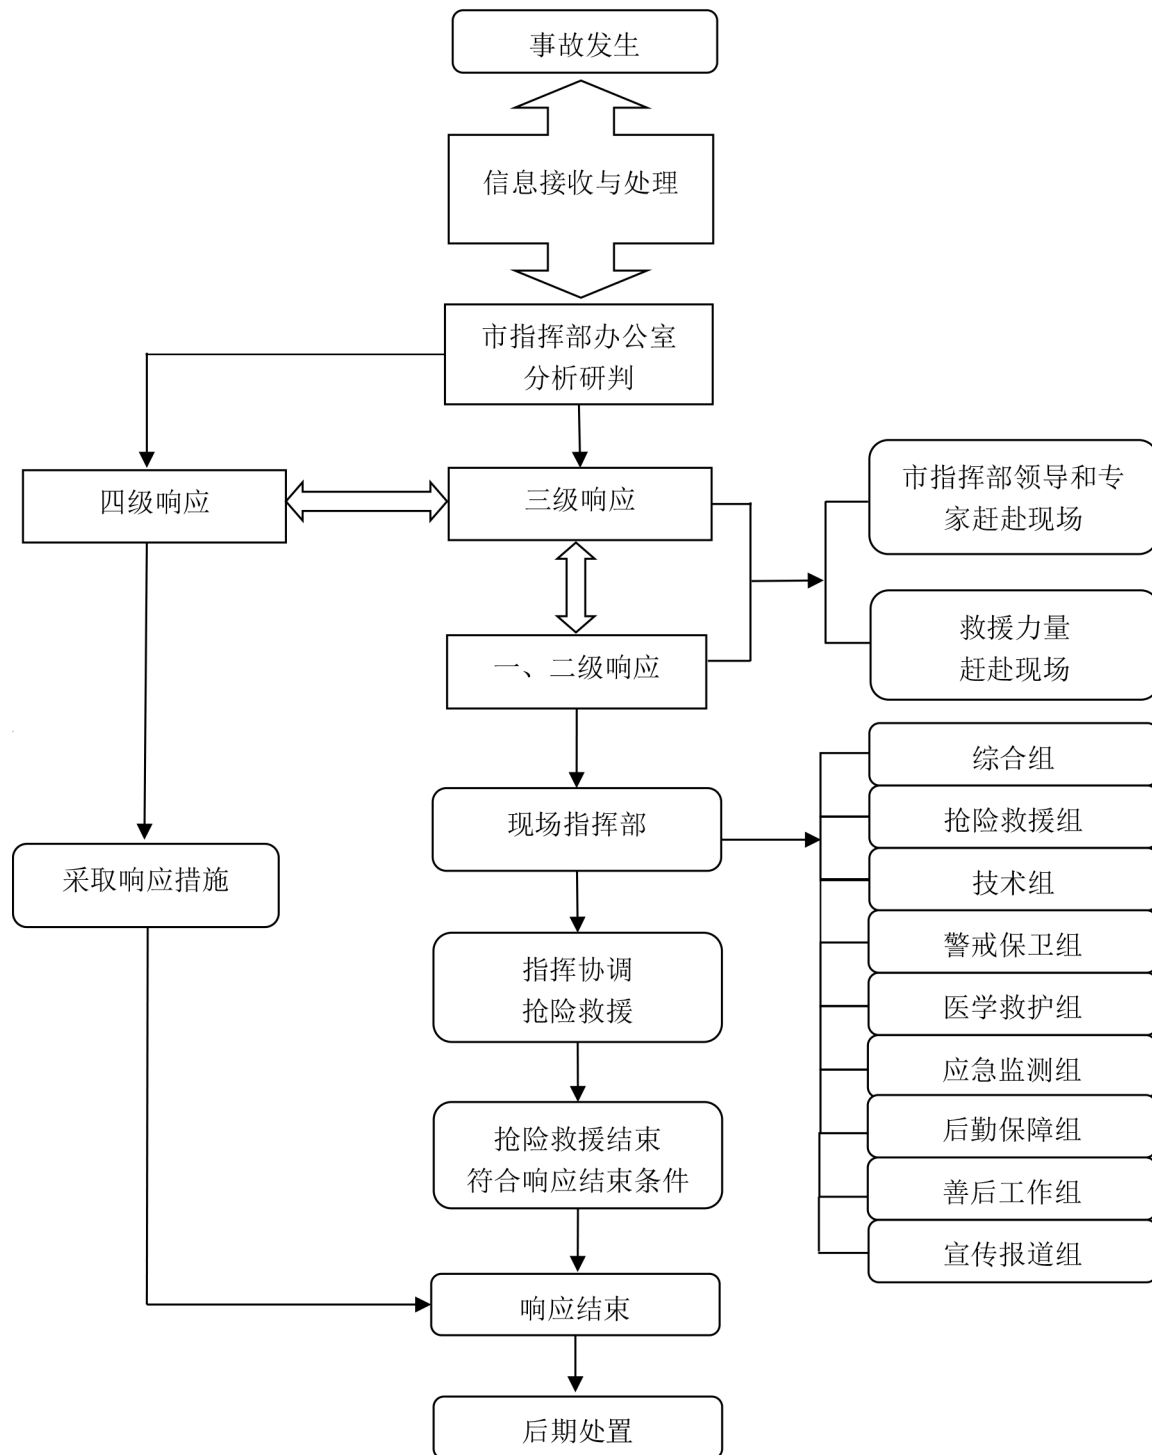 事故发生
信息接收与处理
市指挥部办公室
分析研判
四级响应
三级响应
市指挥部领导和专
家赶赴现场
救援力量
赶赴现场
一、二级响应
现场指挥部
综合组
抢险救援组
技术组
警戒保卫组
医学救护组
应急监测组
后勤保障组
善后工作组
宣传报道组
采取响应措施
指挥协调
抢险救援
抢险救援结束
符合响应结束条件
响应结束
后期处置